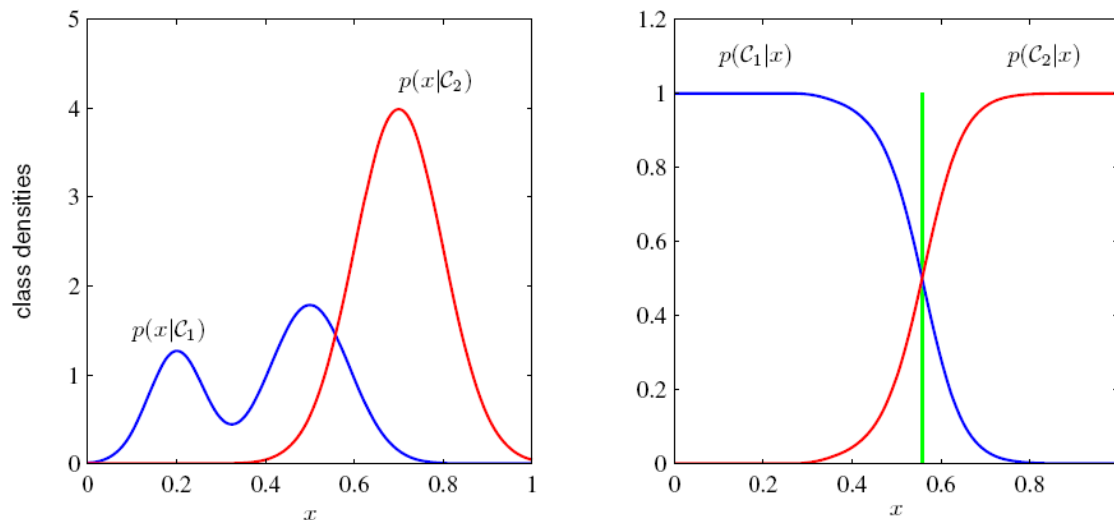 5
4
3
2
1
0
class densities
p(x|C₂)
p(x|C₁)
0 0.2 0.4 0.6 0.8 1
x
1.2
1
0.8
0.6
0.4
0.2
0
p(C₁|x) p(C₂|x)
0 0.2 0.4 0.6 0.8
x